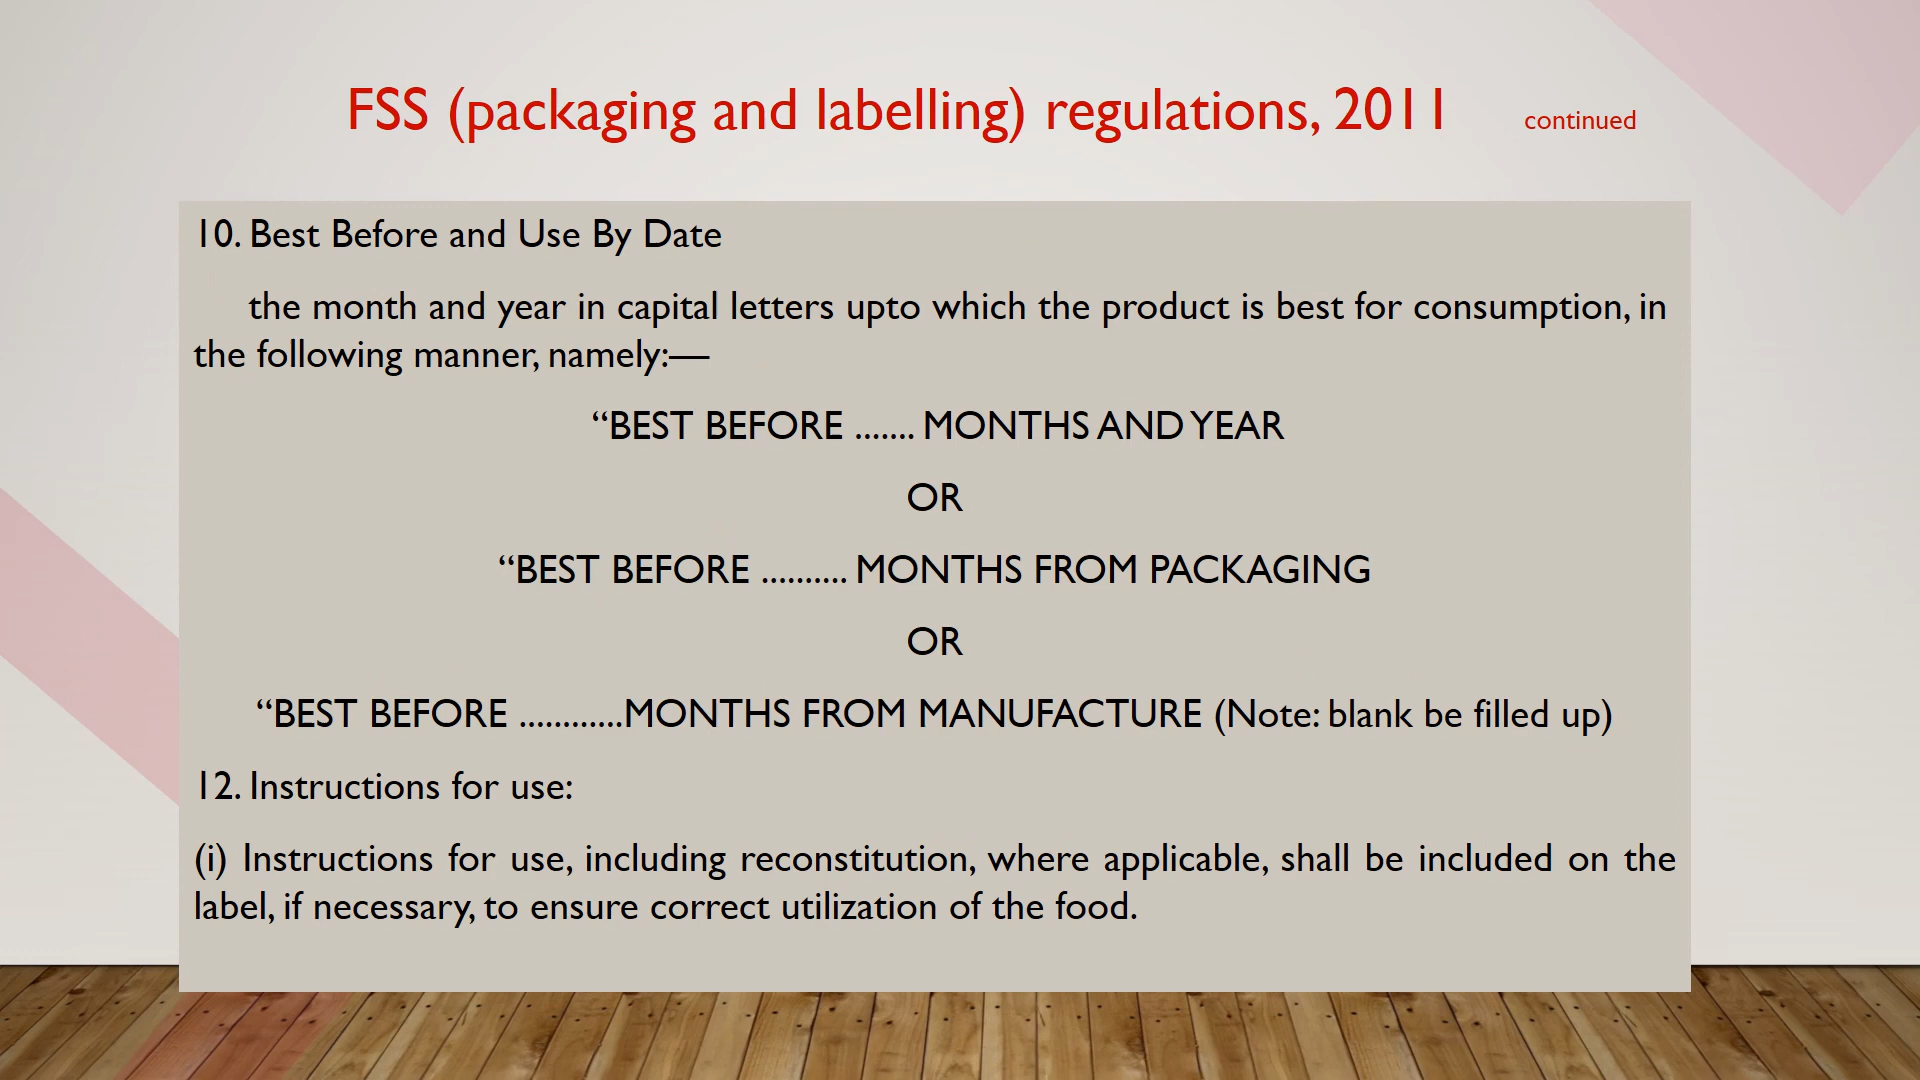 FSS (packaging and labelling) regulations, 2011 continued
10. Best Before and Use By Date
the month and year in capital letters upto which the product is best for consumption, in
the following manner, namely:—
“BEST BEFORE ....... MONTHS AND YEAR
OR
“BEST BEFORE .......... MONTHS FROM PACKAGING
OR
“BEST BEFORE ............MONTHS FROM MANUFACTURE (Note: blank be filled up)
12. Instructions for use:
(i) Instructions for use, including reconstitution, where applicable, shall be included on the
label, if necessary, to ensure correct utilization of the food.